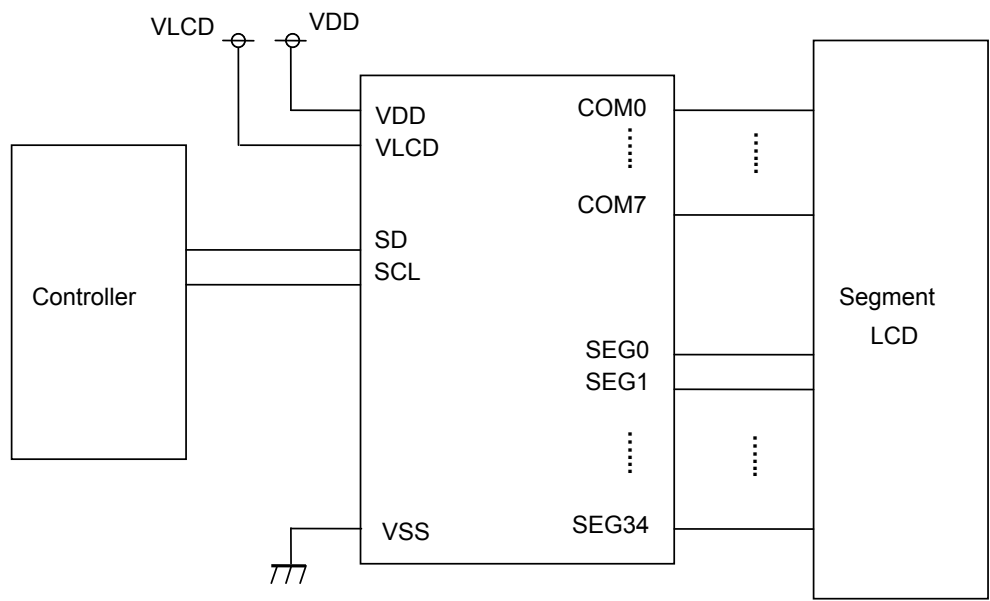 VLCD
VDD
VDD
VLCD
SD
SCL
VSS
COM0
COM7
SEG0
SEG1
SEG34
Controller
Segment
LCD